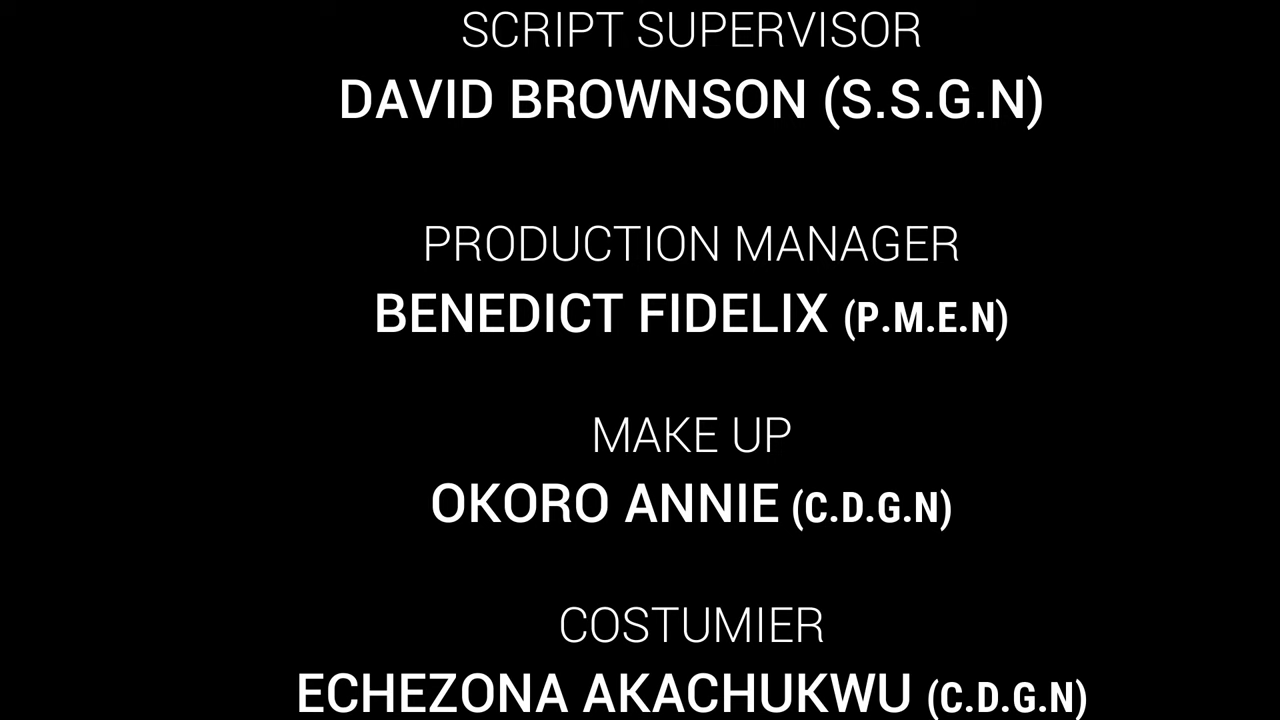 SCRIPT SUPERVISOR
DAVID BROWNSON (S.S.G.N)
PRODUCTION MANAGER
BENEDICT FIDELIX (P.M.E.N)
MAKE UP
OKORO ANNIE (C.D.G.N)
COSTUMIER
ECHEZONA AKACHUKWU (C.D.G.N)